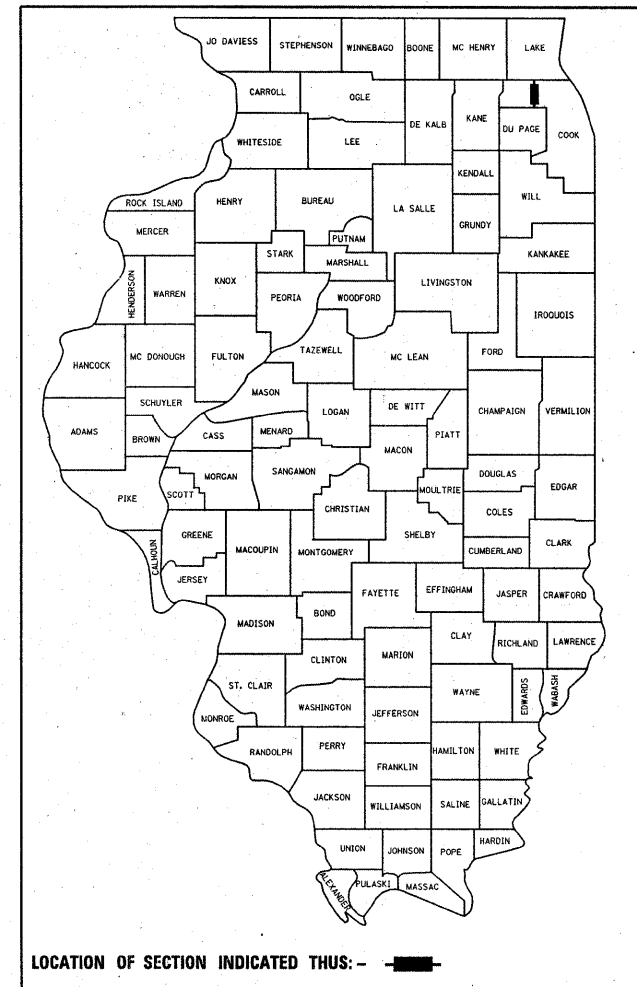 JO DAVIESS STEPHENSON WINNEBAGO BOONE MC HENRY LAKE
CARROLL OGLE DE KALB KANE DU PAGE COOK
WHITESIDE LEE
KENDALL
WILL
ROCK ISLAND HENRY BUREAU LA SALLE GRUNDY
MERCER PUTNAM
STARK MARSHALL KANKAKEE
HENDERSON WARREN KNOX PEORIA WOODFORD LIVINGSTON IROQUOIS
HANCOCK MC DONOUGH FULTON TAZEWELL MC LEAN FORD
SCHUYLER MASON LOGAN DE WITT CHAMPAIGN VERMILION
ADAMS BROWN CASS MENARD MACON PIATT
PIKE SCOTT MORGAN SANGAMON CHRISTIAN MOULTRIE DOUGLAS EDGAR
COLES
CALHOUN GREENE MACOUPIN MONTGOMERY SHELBY CUMBERLAND CLARK
JERSEY
MADISON BOND FAYETTE EFFINGHAM JASPER CRAWFORD
CLINTON MARION CLAY RICHLAND LAWRENCE
ST. CLAIR WASHINGTON JEFFERSON WAYNE EDWARDS WABASH
MONROE
RANDOLPH PERRY FRANKLIN HAMILTON WHITE
JACKSON WILLIAMSON SALINE GALLATIN
UNION JOHNSON POPE HARDIN
ALEXANDER PULASKI MASSAC
LOCATION OF SECTION INDICATED THUS: -